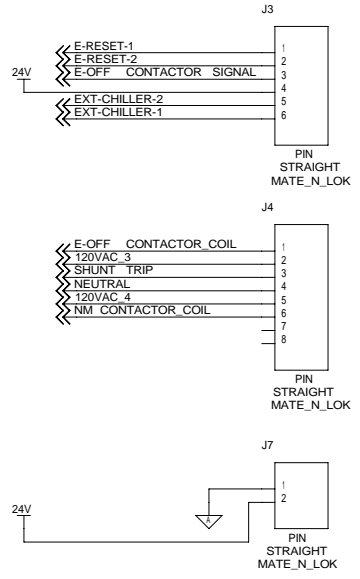 J3
E-RESET-1 1
E-RESET-2 2
E-OFF CONTACTOR SIGNAL 3
24V 4
EXT-CHILLER-2 5
EXT-CHILLER-1 6
PIN
STRAIGHT
MATE_N_LOK
J4
E-OFF CONTACTOR_COIL 1
120VAC_3 2
SHUNT TRIP 3
NEUTRAL 4
120VAC_4 5
NM CONTACTOR_COIL 6
7
8
PIN
STRAIGHT
MATE_N_LOK
J7
1
2
24V
A
PIN
STRAIGHT
MATE_N_LOK